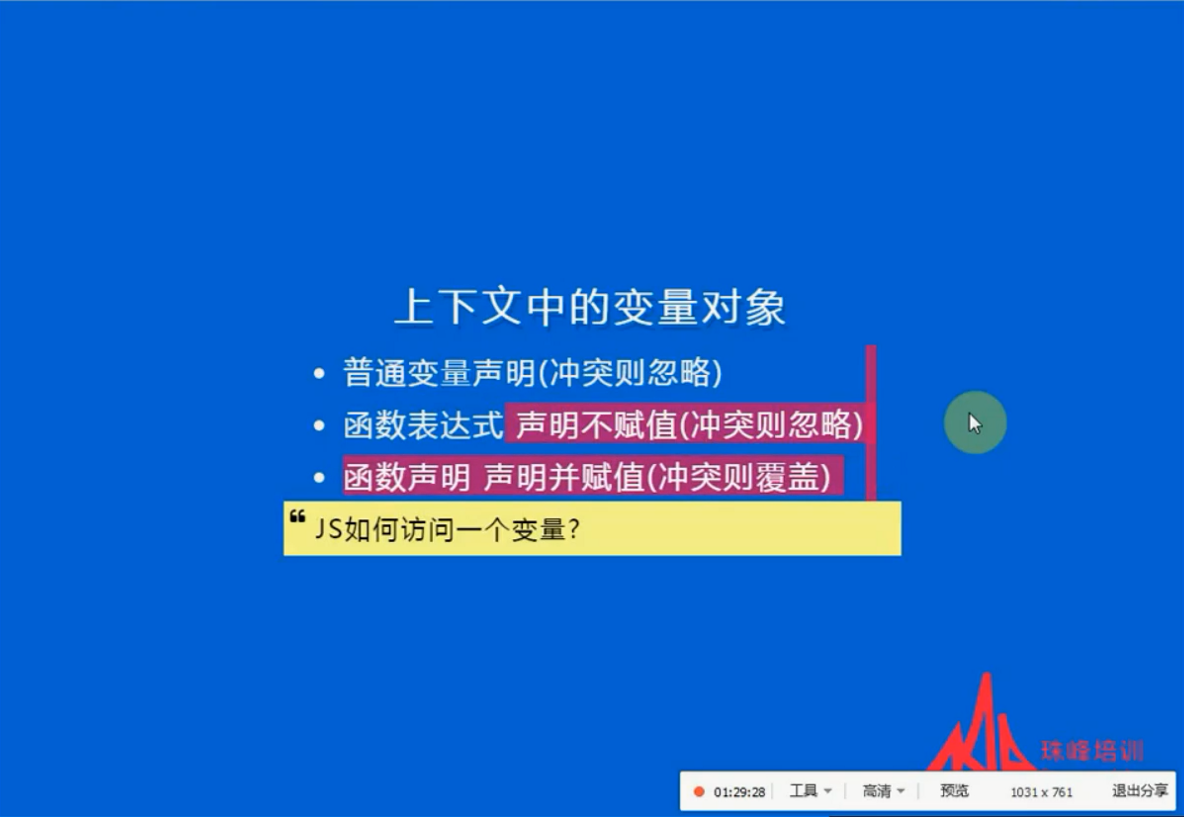 上下文中的变量对象
普通变量声明(冲突则忽略)
函数表达式 声明不赋值(冲突则忽略)
函数声明 声明并赋值(冲突则覆盖)
JS如何访问一个变量?
珠峰培训
01:29:28 工具 高清 预览 1031 x 761 退出分享